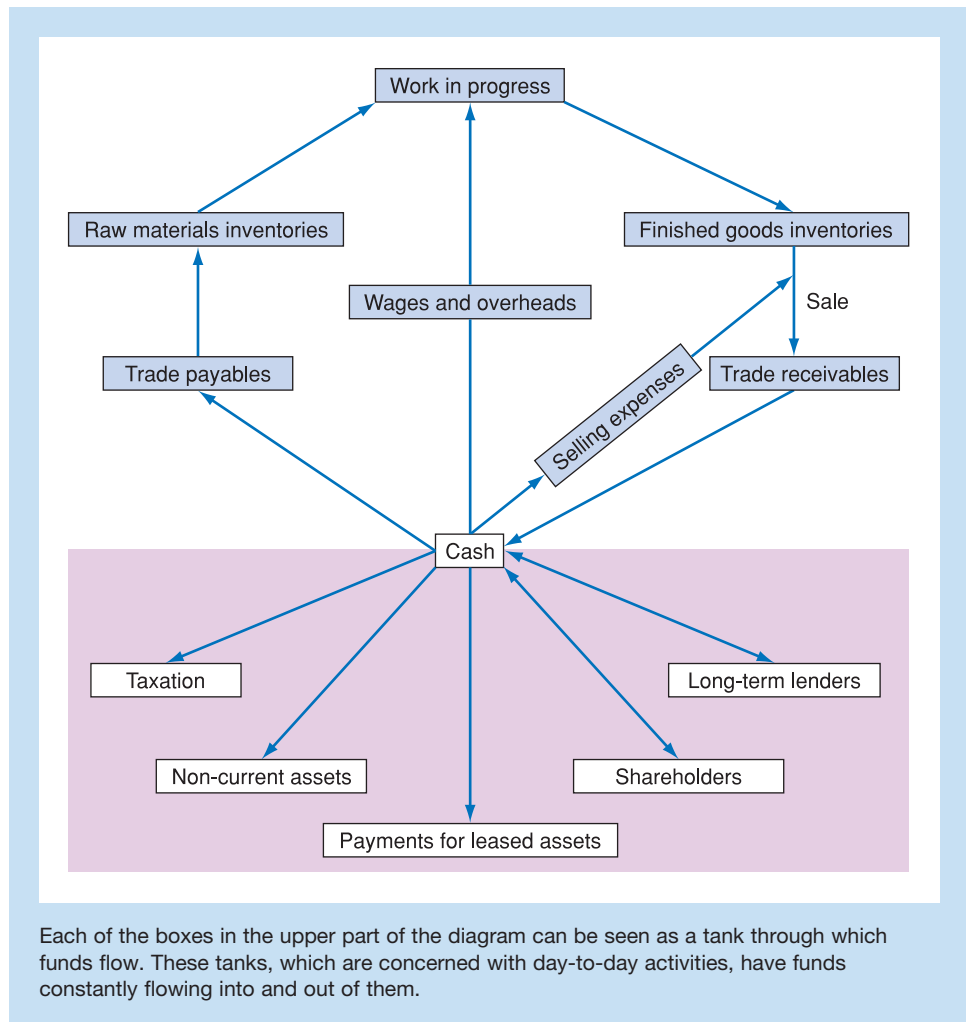 Work in progress
Raw materials inventories
Finished goods inventories
Wages and overheads
Sale
Trade payables
Selling expenses
Trade receivables
Cash
Taxation
Long-term lenders
Non-current assets
Shareholders
Payments for leased assets
Each of the boxes in the upper part of the diagram can be seen as a tank through which
funds flow. These tanks, which are concerned with day-to-day activities, have funds
constantly flowing into and out of them.